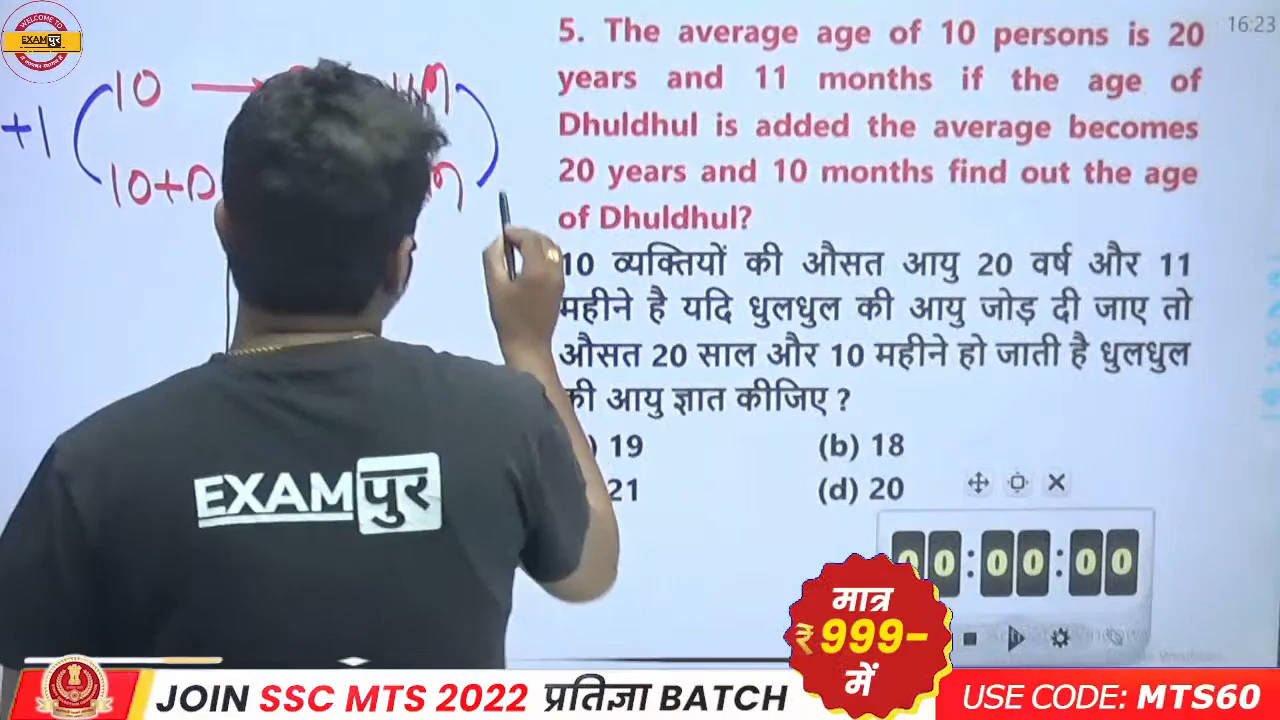 WELCOME TO
EXAMपुर
16:23
5. The average age of 10 persons is 20
years and 11 months if the age of
Dhuldhul is added the average becomes
20 years and 10 months find out the age
of Dhuldhul?
10 व्यक्तियों की औसत आयु 20 वर्ष और 11
महीने है यदि धुलधुल की आयु जोड़ दी जाए तो
औसत 20 साल और 10 महीने हो जाती है धुलधुल
की आयु ज्ञात कीजिए ?
) 19 (b) 18
21 (d) 20
+1
10
10+D
EXAMपुर
00:00:00
मात्र
₹999-
में
JOIN SSC MTS 2022 प्रतिज्ञा BATCH
USE CODE: MTS60